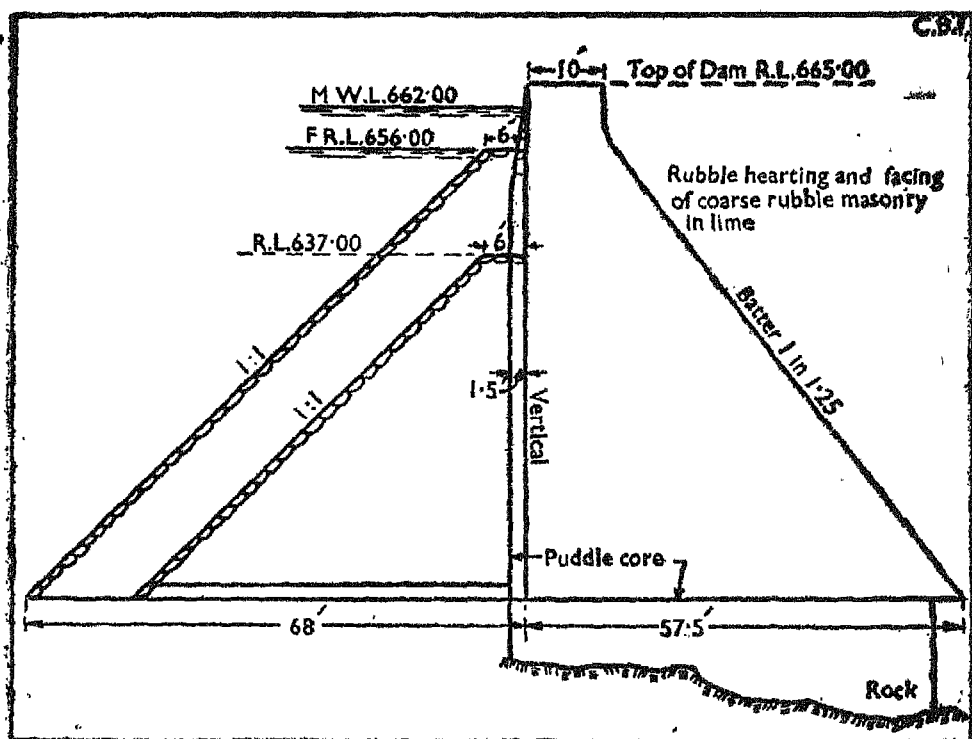 C.B.I.
10'
Top of Dam R.L.665·00
M W.L.662·00
F R.L.656·00
6'
Rubble hearting and facing
of coarse rubble masonry
in lime
R.L.637·00
6'
Batter 1 in 1·25
1:1
1:1
1·5'
Vertical
Puddle core
68'
57·5'
Rock